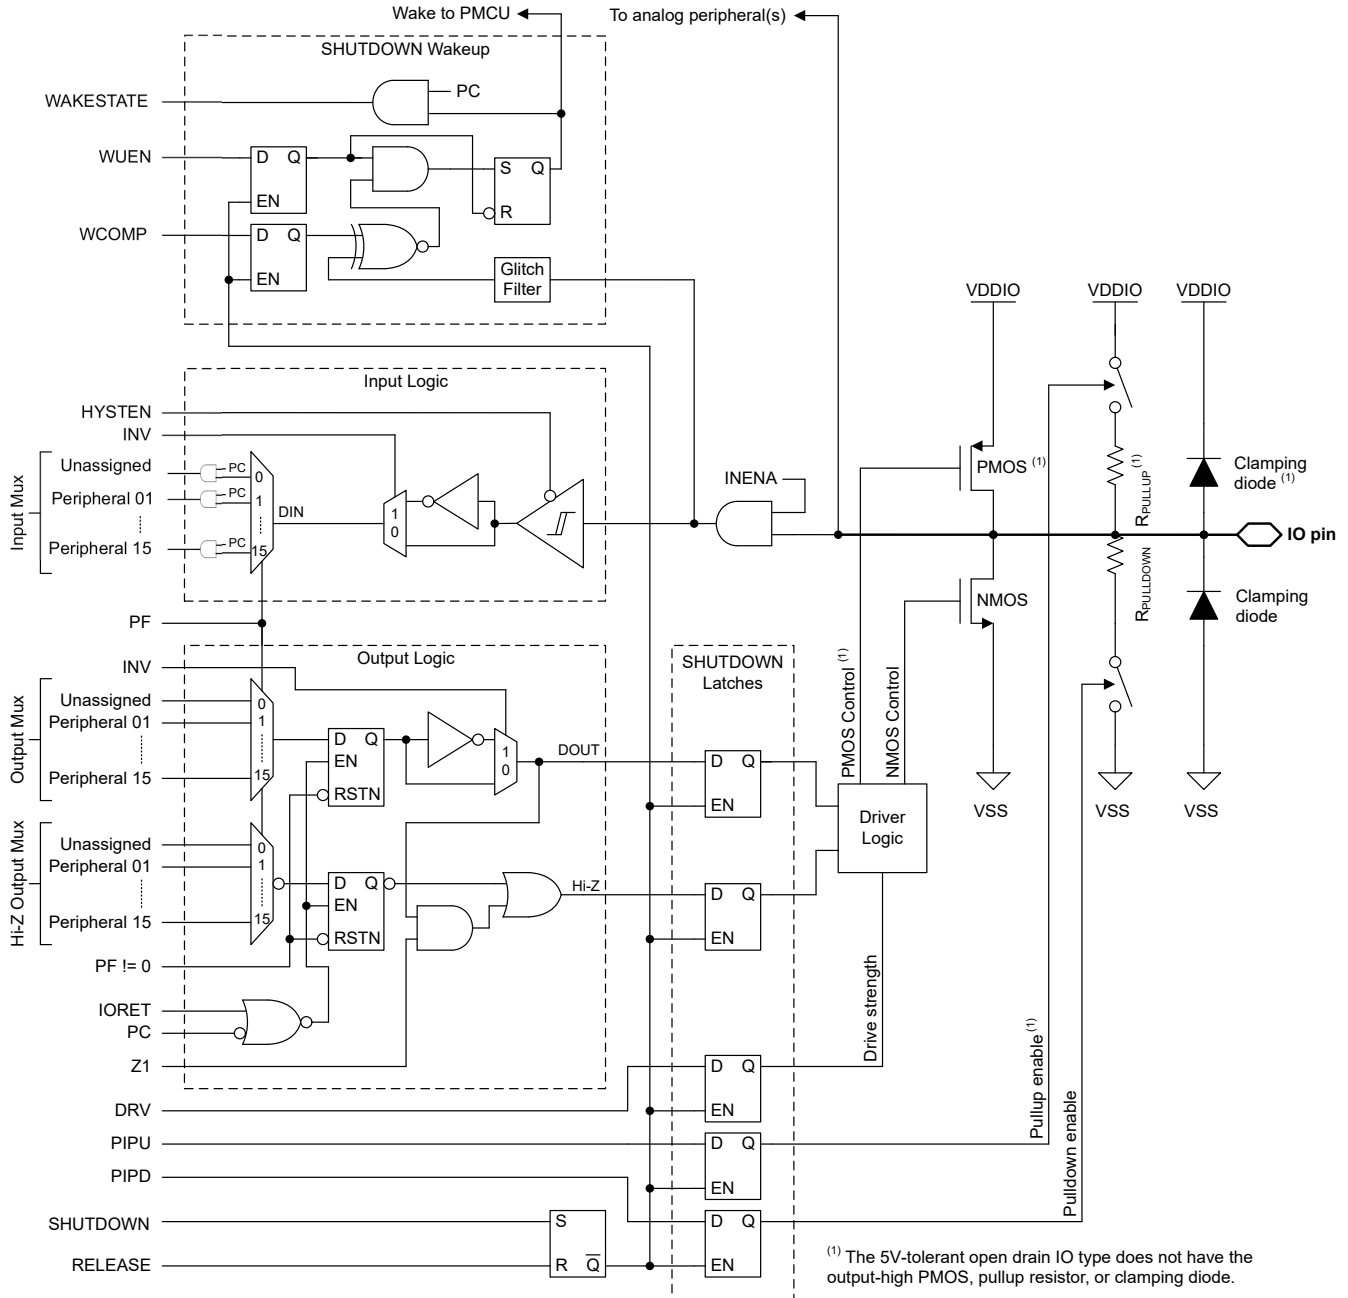 Wake to PMCU
To analog peripheral(s)
SHUTDOWN Wakeup
WAKESTATE
PC
WUEN
D Q
EN
S Q
R
WCOMP
D Q
EN
Glitch
Filter
VDDIO
VDDIO
VDDIO
Input Logic
HYSTEN
INV
Input Mux
Unassigned
PC
0
Peripheral 01
PC
1
Peripheral 15
PC
15
DIN
1
0
INENA
PMOS (1)
RPULLUP (1)
Clamping
diode (1)
IO pin
RPULLDOWN
NMOS
Clamping
diode
PF
Output Logic
INV
SHUTDOWN
Latches
Output Mux
Unassigned
0
Peripheral 01
1
Peripheral 15
15
D Q
EN
RSTN
1
0
DOUT
D Q
EN
PMOS Control (1)
NMOS Control
VSS
VSS
VSS
Driver
Logic
Hi-Z Output Mux
Unassigned
0
Peripheral 01
1
Peripheral 15
15
D Q
EN
RSTN
Hi-Z
D Q
EN
PF != 0
IORET
PC
Z1
Drive strength
D Q
EN
DRV
Pullup enable (1)
PIPU
D Q
EN
Pulldown enable
PIPD
SHUTDOWN
S
R Q
RELEASE
D Q
EN
(1) The 5V-tolerant open drain IO type does not have the
output-high PMOS, pullup resistor, or clamping diode.